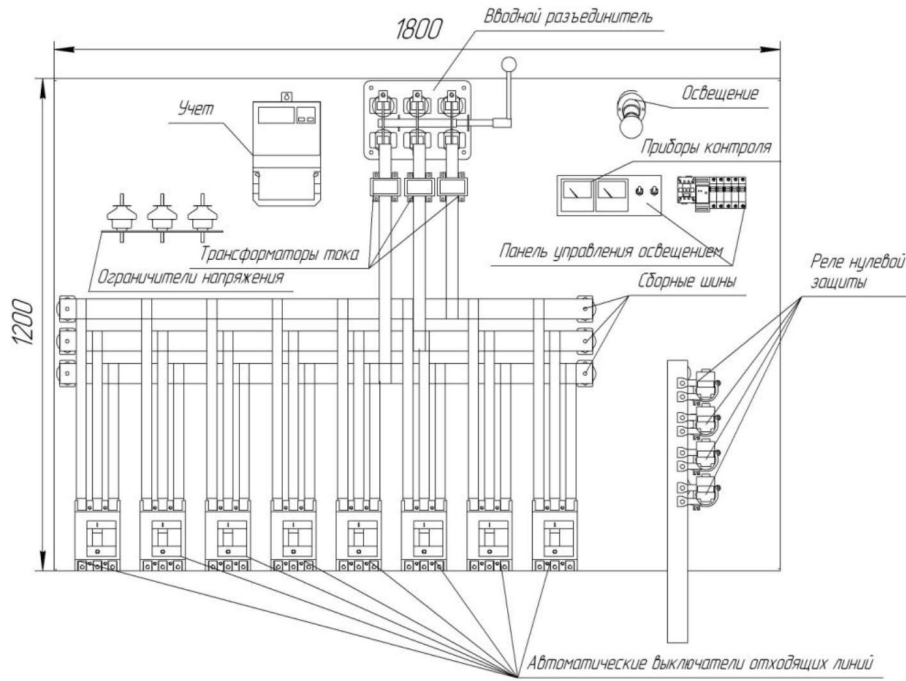 Вводной разъединитель
1800
Учет
Освещение
Приборы контроля
Трансформаторы тока
Панель управления освещением
Ограничители напряжения
Сборные шины
Реле нулевой
защиты
1200
Автоматические выключатели отходящих линий